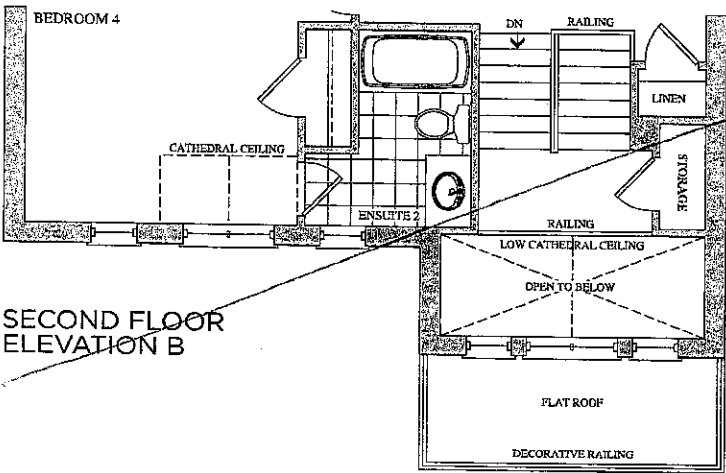 BEDROOM 4
DN
RAILING
LINEN
CATHEDRAL CEILING
STORAGE
ENSUITE 2
RAILING
LOW CATHEDRAL CEILING
OPEN TO BELOW
SECOND FLOOR
ELEVATION B
FLAT ROOF
DECORATIVE RAILING